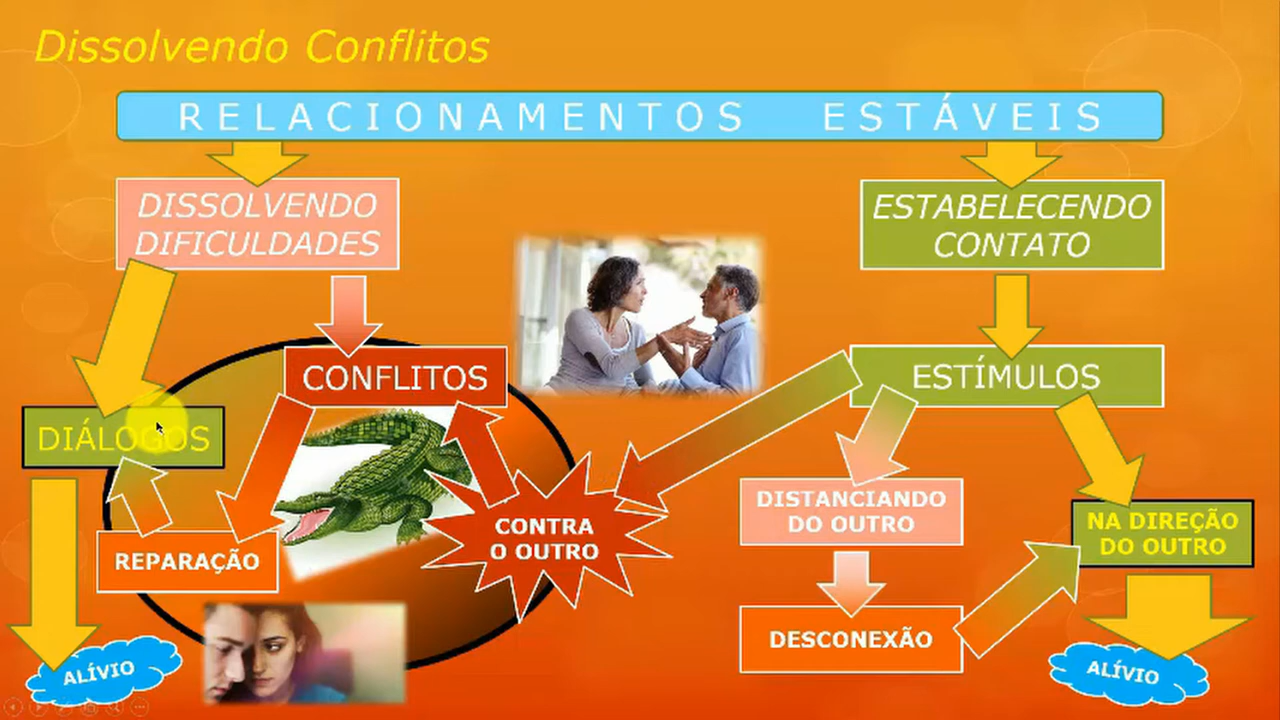 Dissolvendo Conflitos
RELACIONAMENTOS ESTÁVEIS
DISSOLVENDO
DIFICULDADES
ESTABELECENDO
CONTATO
CONFLITOS
ESTÍMULOS
DIÁLOGOS
DISTANCIANDO
DO OUTRO
NA DIREÇÃO
DO OUTRO
CONTRA
O OUTRO
REPARAÇÃO
DESCONEXÃO
ALÍVIO
ALÍVIO